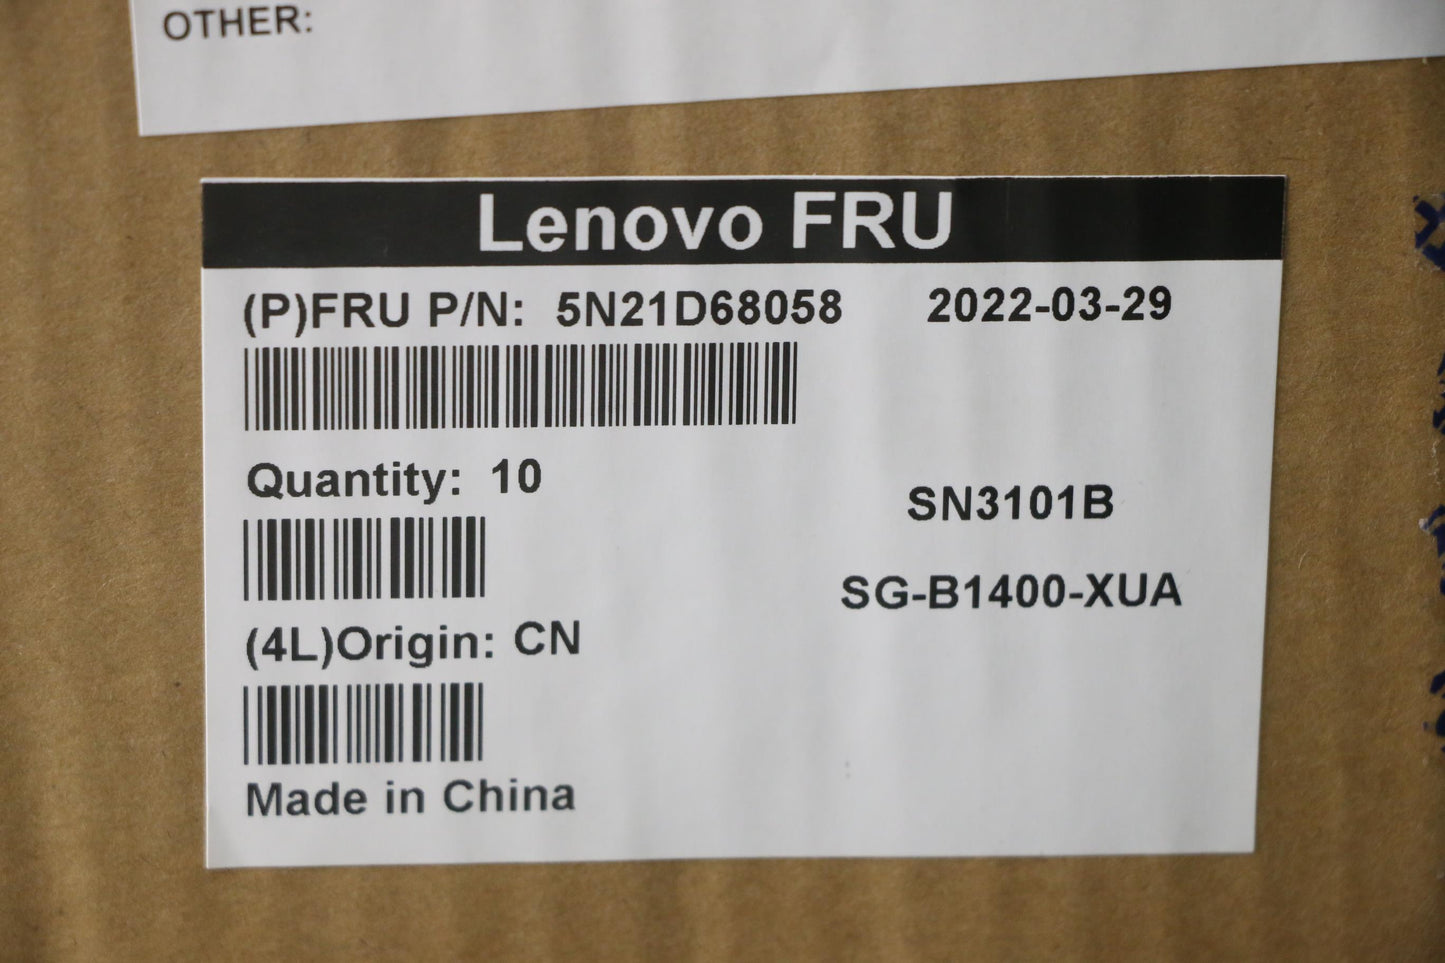 OTHER:
Lenovo FRU
(P)FRU P/N: 5N21D68058 2022-03-29
Quantity: 10
SN3101B
SG-B1400-XUA
(4L)Origin: CN
Made in China